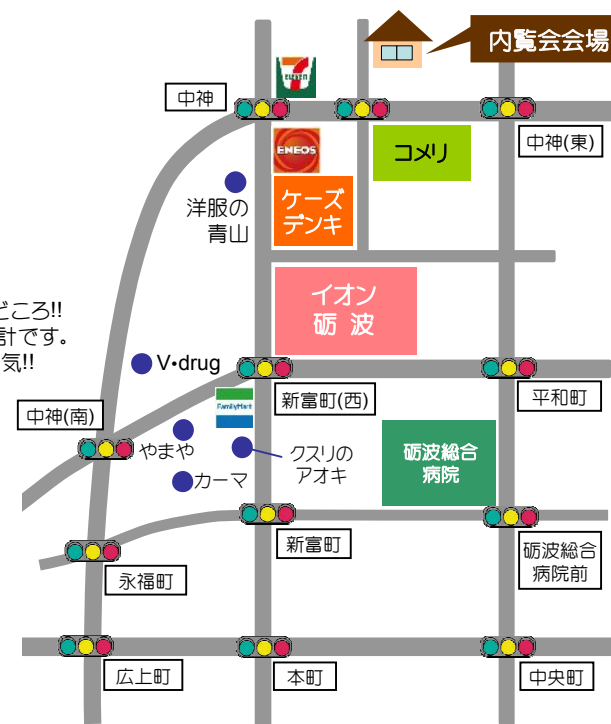 内覧会会場
ELEVEN
中神
ENEOS
コメリ
中神(東)
洋服の
青山
ケーズ
デンキ
イオン
砺 波
どころ!!
計です。
気!!
V・drug
新富町(西)
平和町
FamilyMart
中神(南)
やまや
クスリの
アオキ
カーマ
砺波総合
病院
新富町
砺波総合
病院前
永福町
広上町
本町
中央町